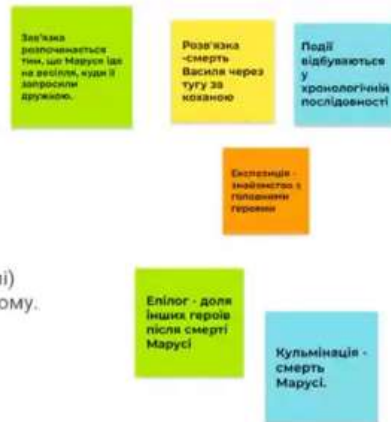 Зав'язка
розпочинається
тим, що Маруся іде
на весілля, куди її
запросили
дружкою.
Розв'язка
-смерть
Василя через
тугу за
коханою
Події
відбуваються
у
хронологічній
послідовності
Експозиція -
знайомство з
головними
героями
і)
ому.
Епілог - доля
інших героїв
після смерті
Марусі
Кульмінація -
смерть
Марусі.